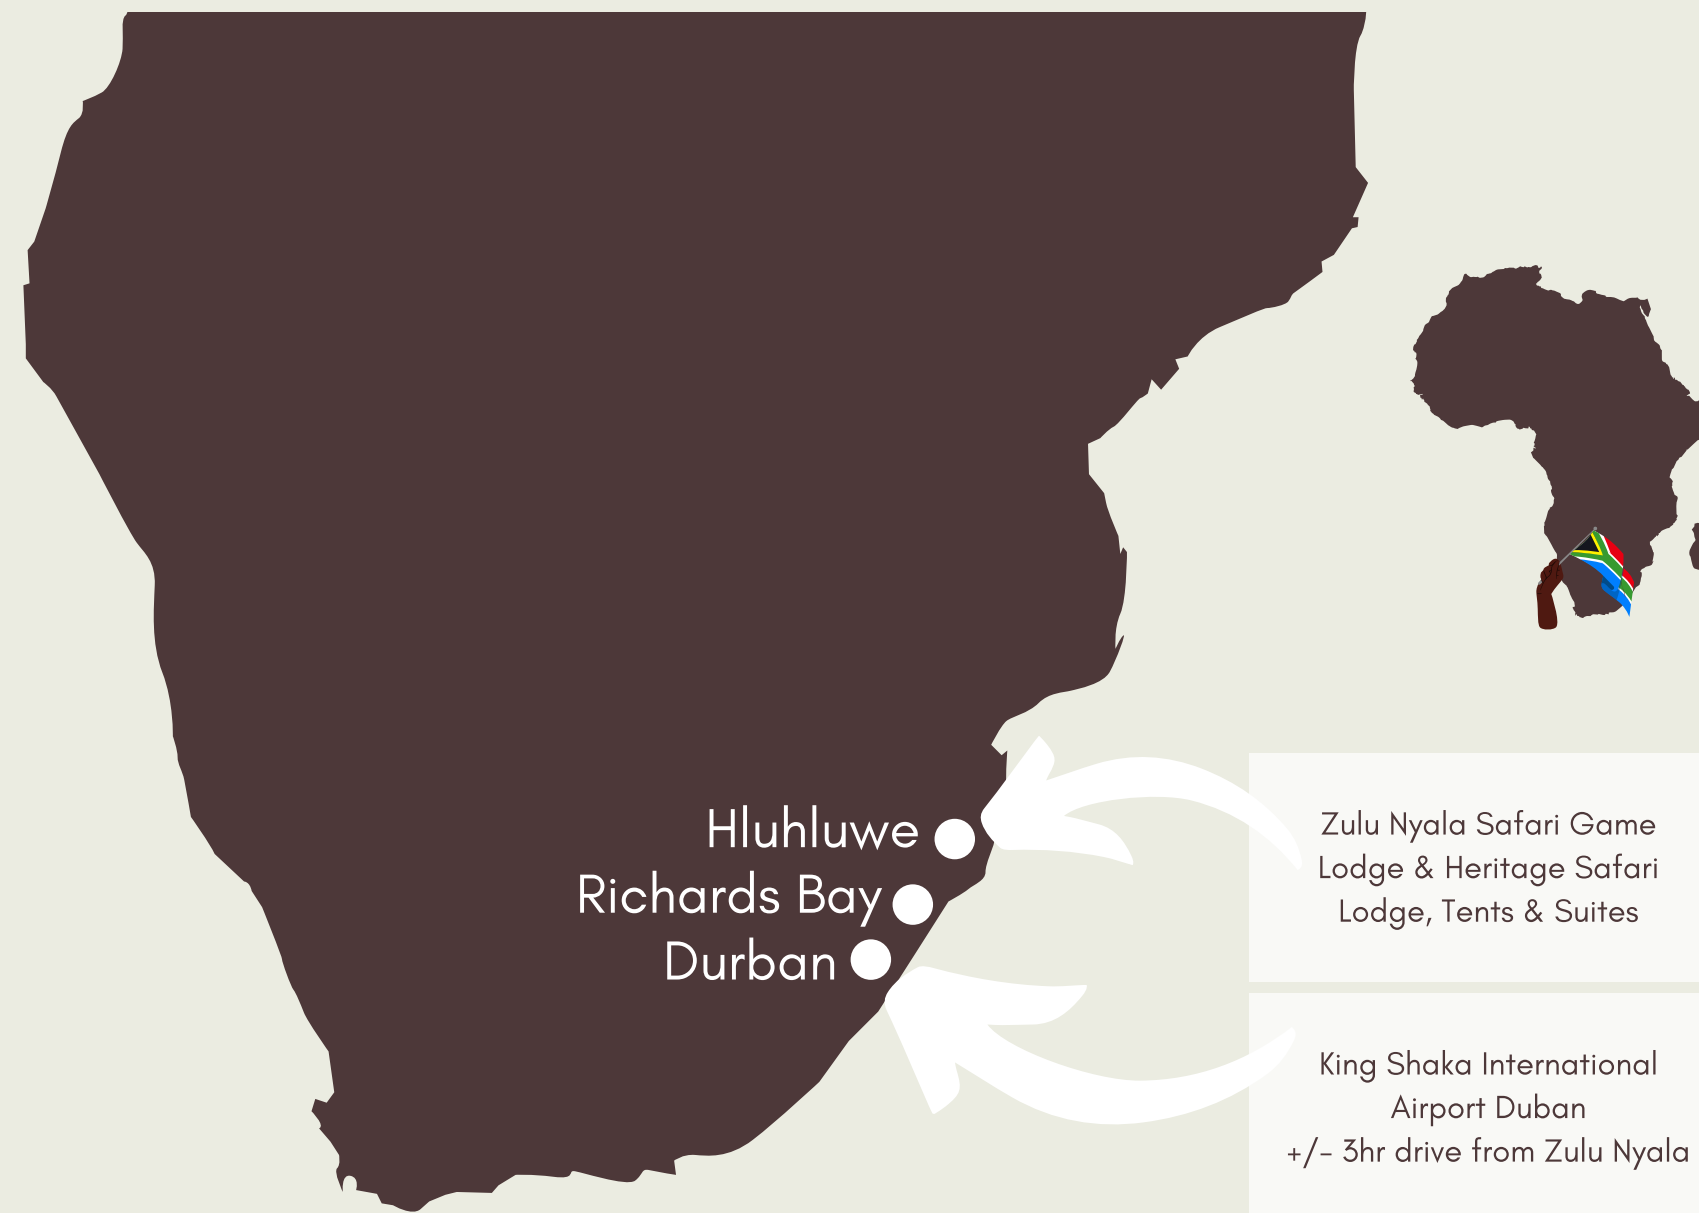 Hluhluwe
Richards Bay
Durban
Zulu Nyala Safari Game
Lodge & Heritage Safari
Lodge, Tents & Suites
King Shaka International
Airport Duban
+/- 3hr drive from Zulu Nyala